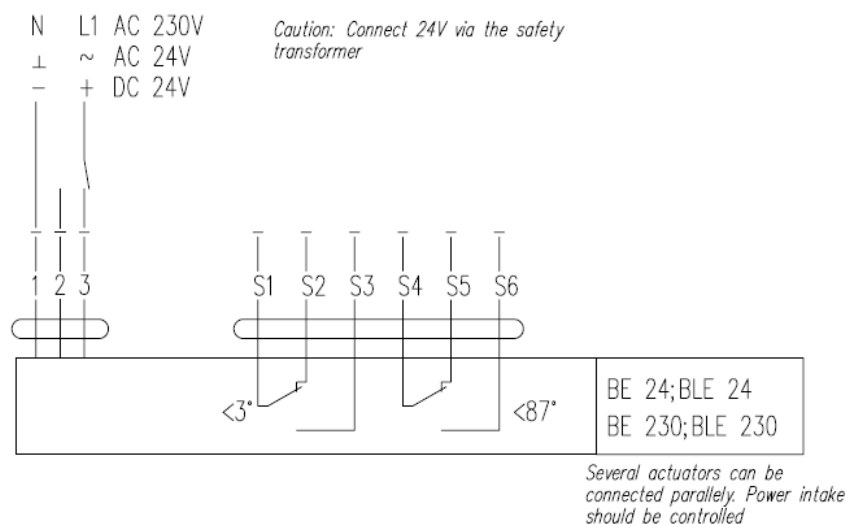 N L1 AC 230V
⊥ ~ AC 24V
− + DC 24V
Caution: Connect 24V via the safety
transformer
1 2 3 S1 S2 S3 S4 S5 S6
<3° <87°
BE 24;BLE 24
BE 230;BLE 230
Several actuators can be
connected parallely. Power intake
should be controlled